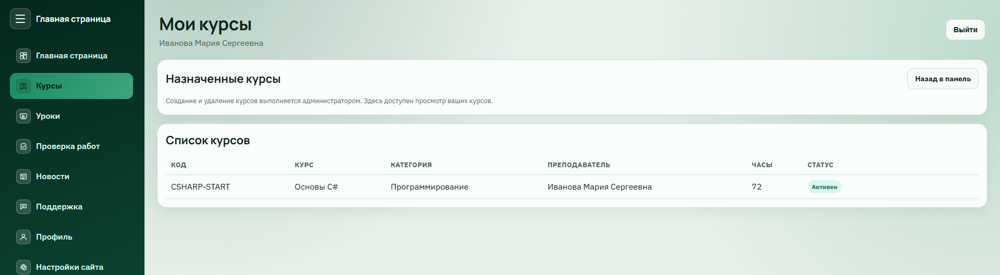 Главная страница
Главная страница
Курсы
Уроки
Проверка работ
Новости
Поддержка
Профиль
Настройки сайта
Мои курсы
Иванова Мария Сергеевна
Выйти
Назначенные курсы
Назад в панель
Создание и удаление курсов выполняется администратором. Здесь доступен просмотр ваших курсов.
Список курсов
КОД КУРС КАТЕГОРИЯ ПРЕПОДАВАТЕЛЬ ЧАСЫ СТАТУС
CSHARP-START Основы C# Программирование Иванова Мария Сергеевна 72 Активен